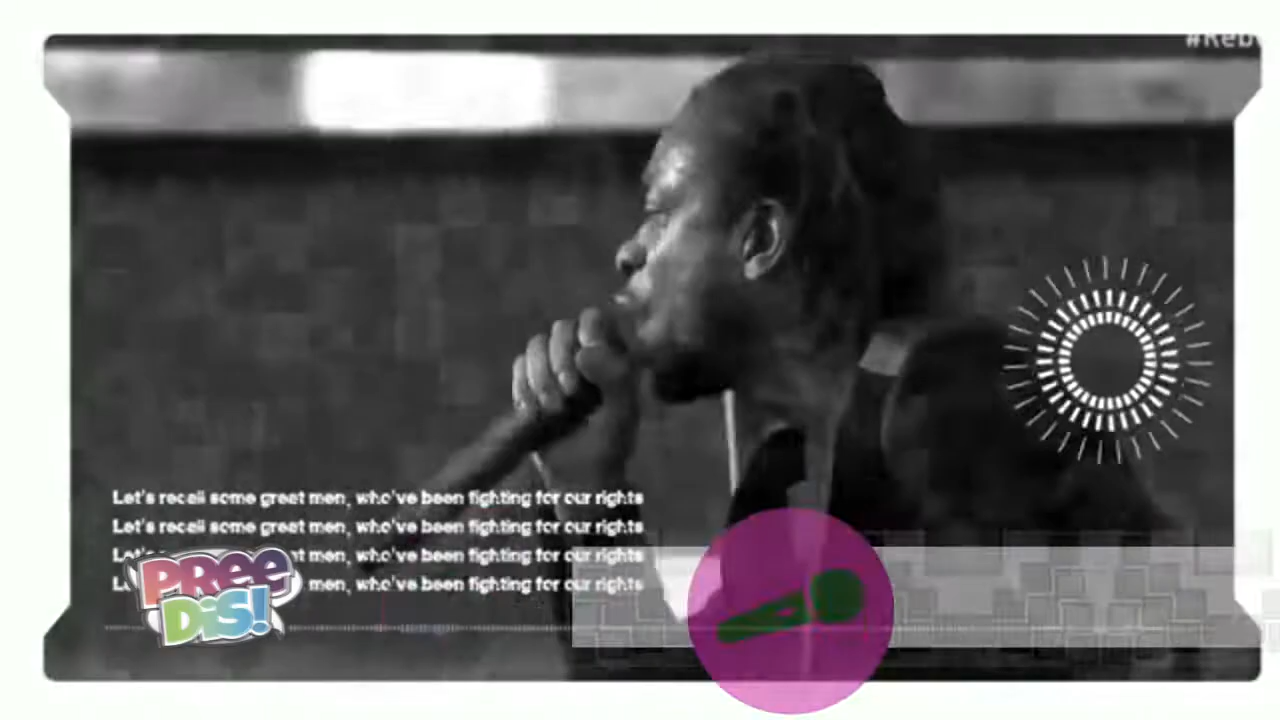 #Reb
Let's recall some great men, who've been fighting for our rights
Let's recall some great men, who've been fighting for our rights
Let's great men, who've been fighting for our rights
men, who've been fighting for our rights
PREE
DIS!